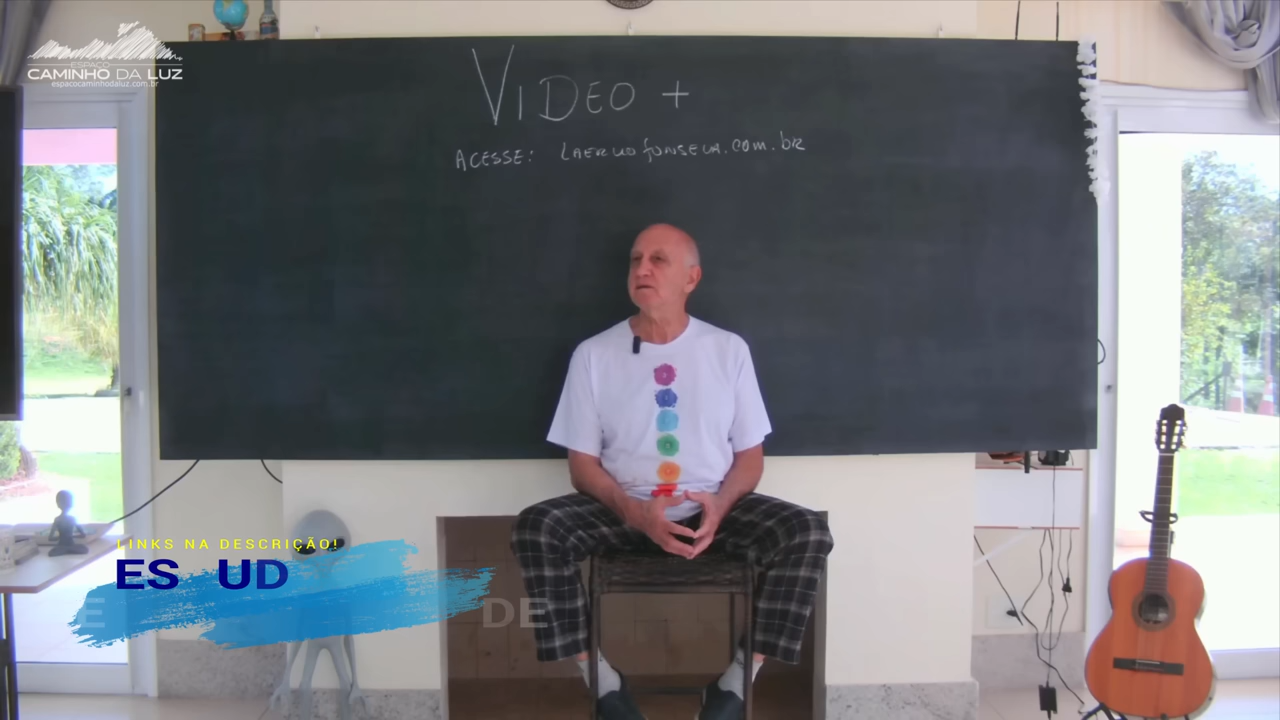 ESPAÇO
CAMINHO DA LUZ
espacocaminhodaluz.com.br
VIDEO +
ACESSE: LAERCIOFONSECA.COM.br
LINKS NA DESCRIÇÃO!
ES UD
E DE